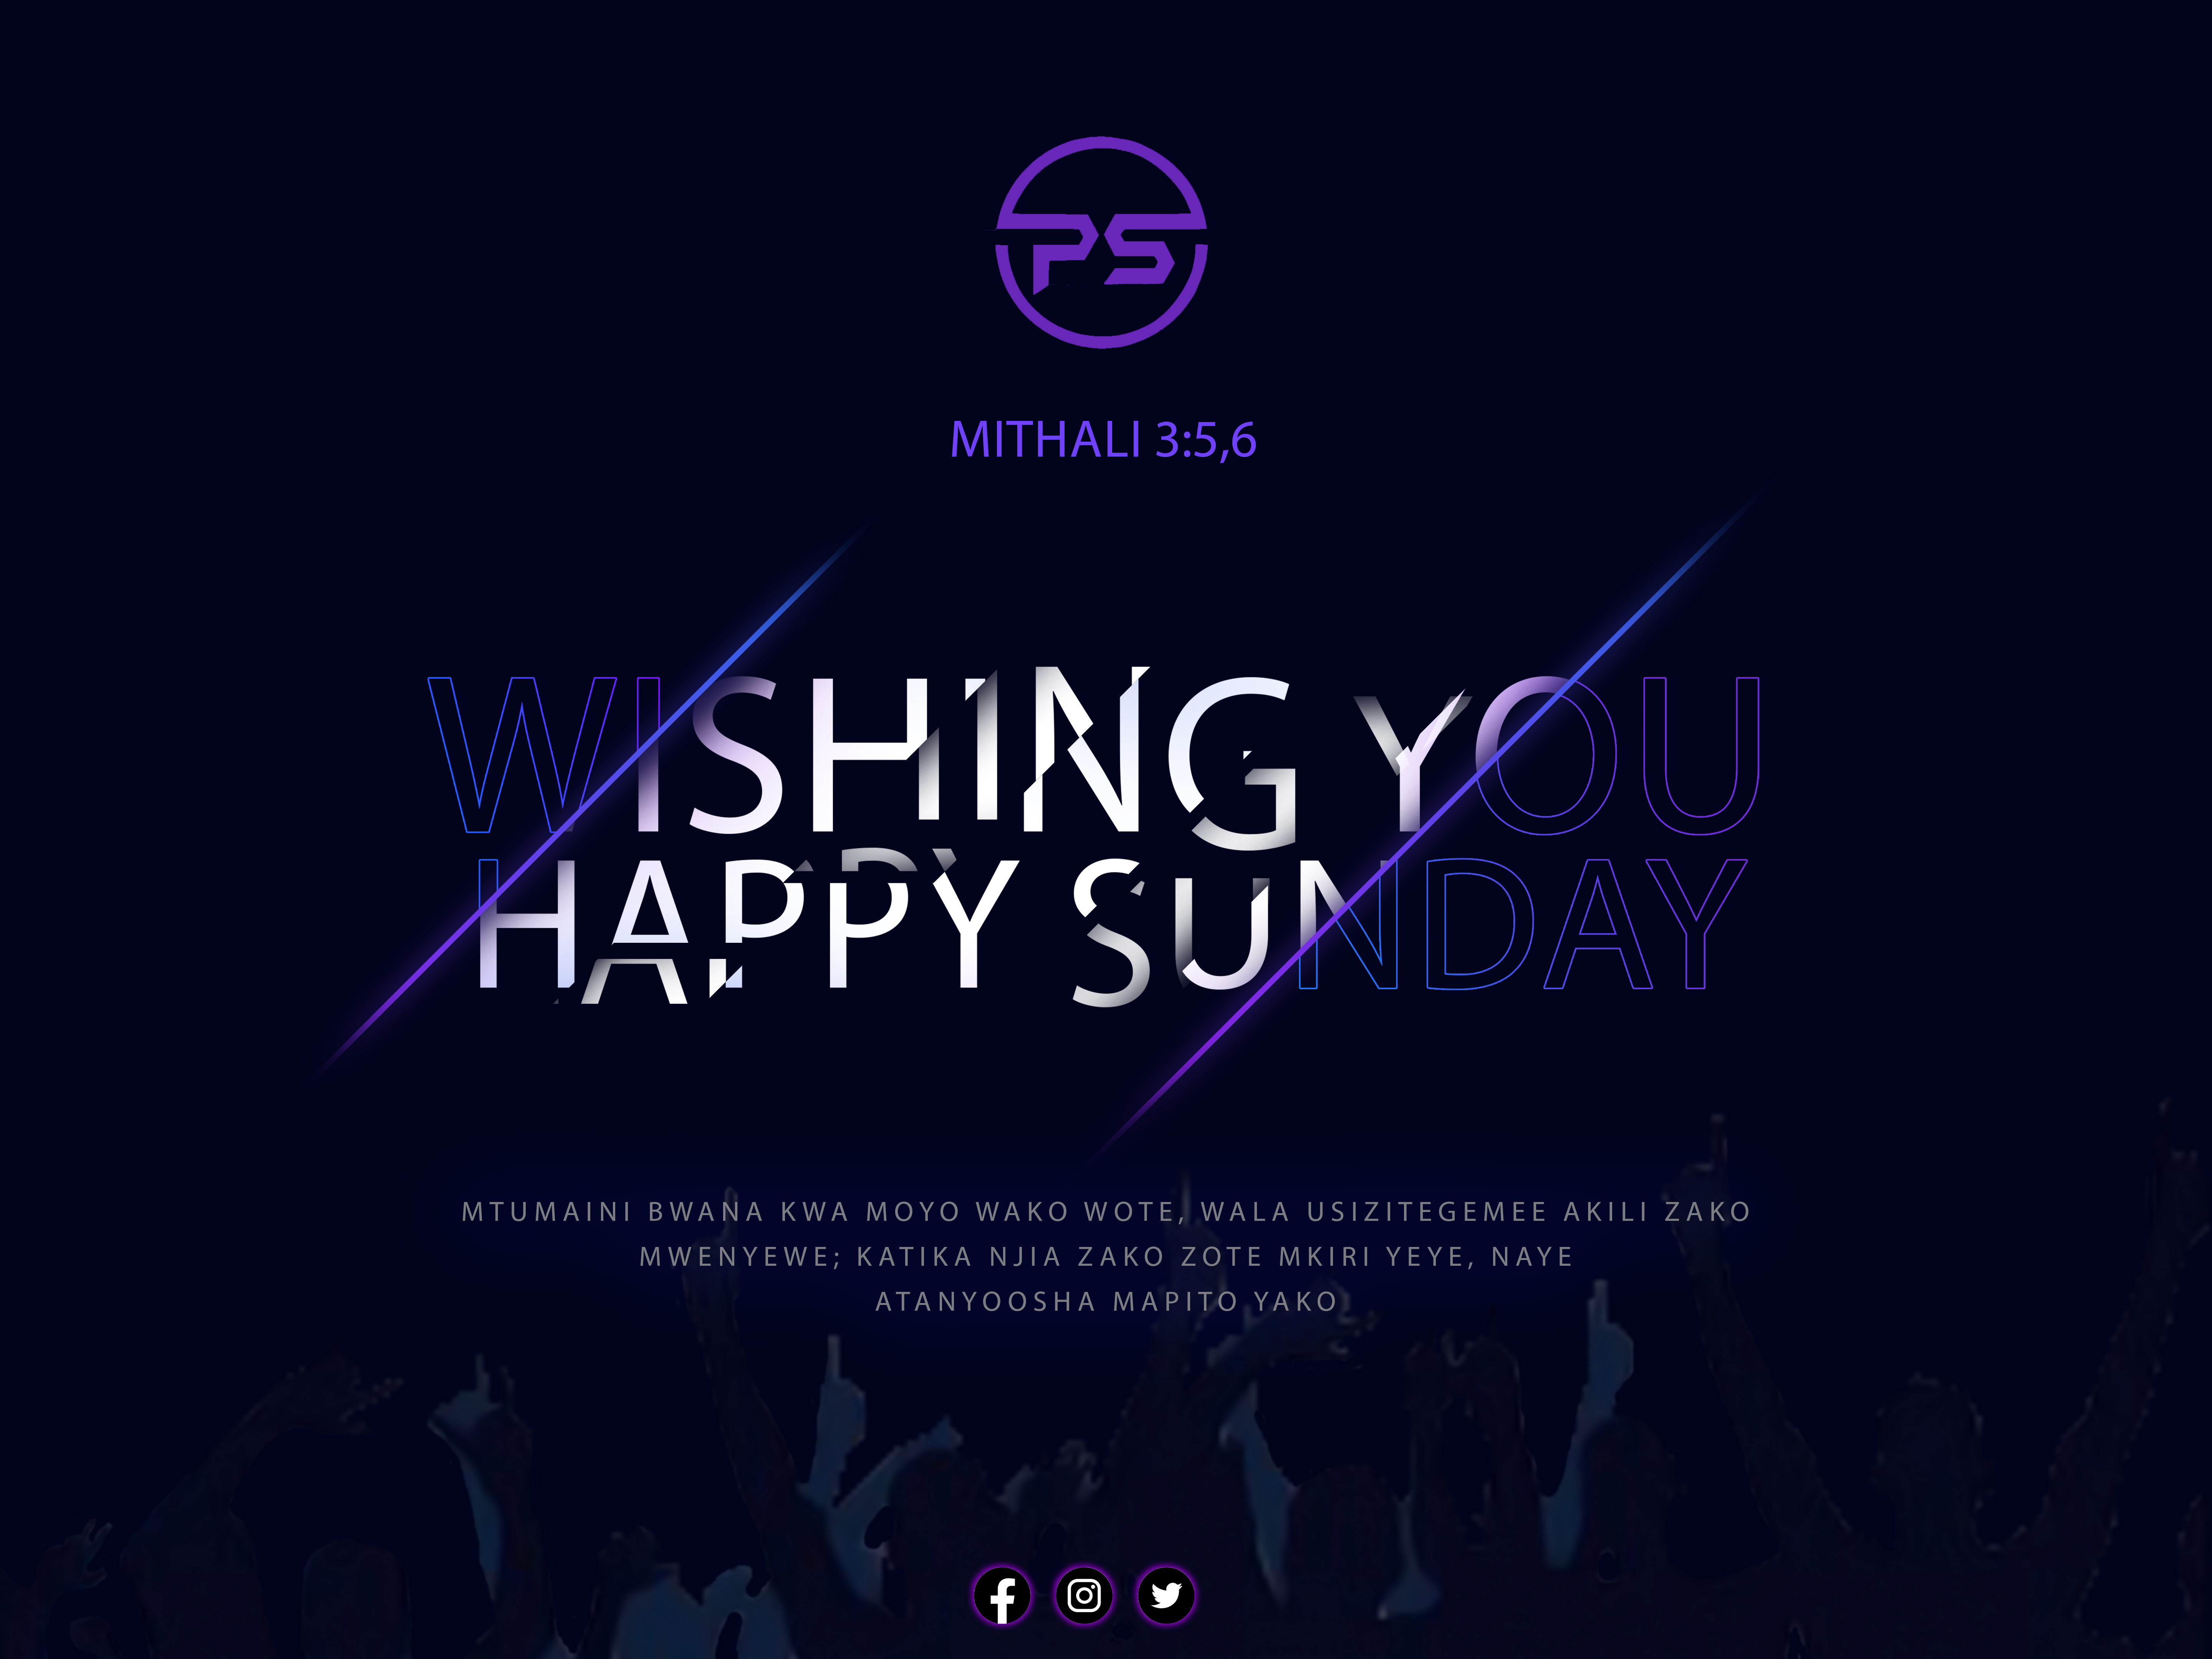 PS
MITHALI 3:5,6
WISHING YOU
HAPPY SUNDAY
MTUMAINI BWANA KWA MOYO WAKO WOTE, WALA USIZITEGEMEE AKILI ZAKO
MWENYEWE; KATIKA NJIA ZAKO ZOTE MKIRI YEYE, NAYE
ATANYOOSHA MAPITO YAKO